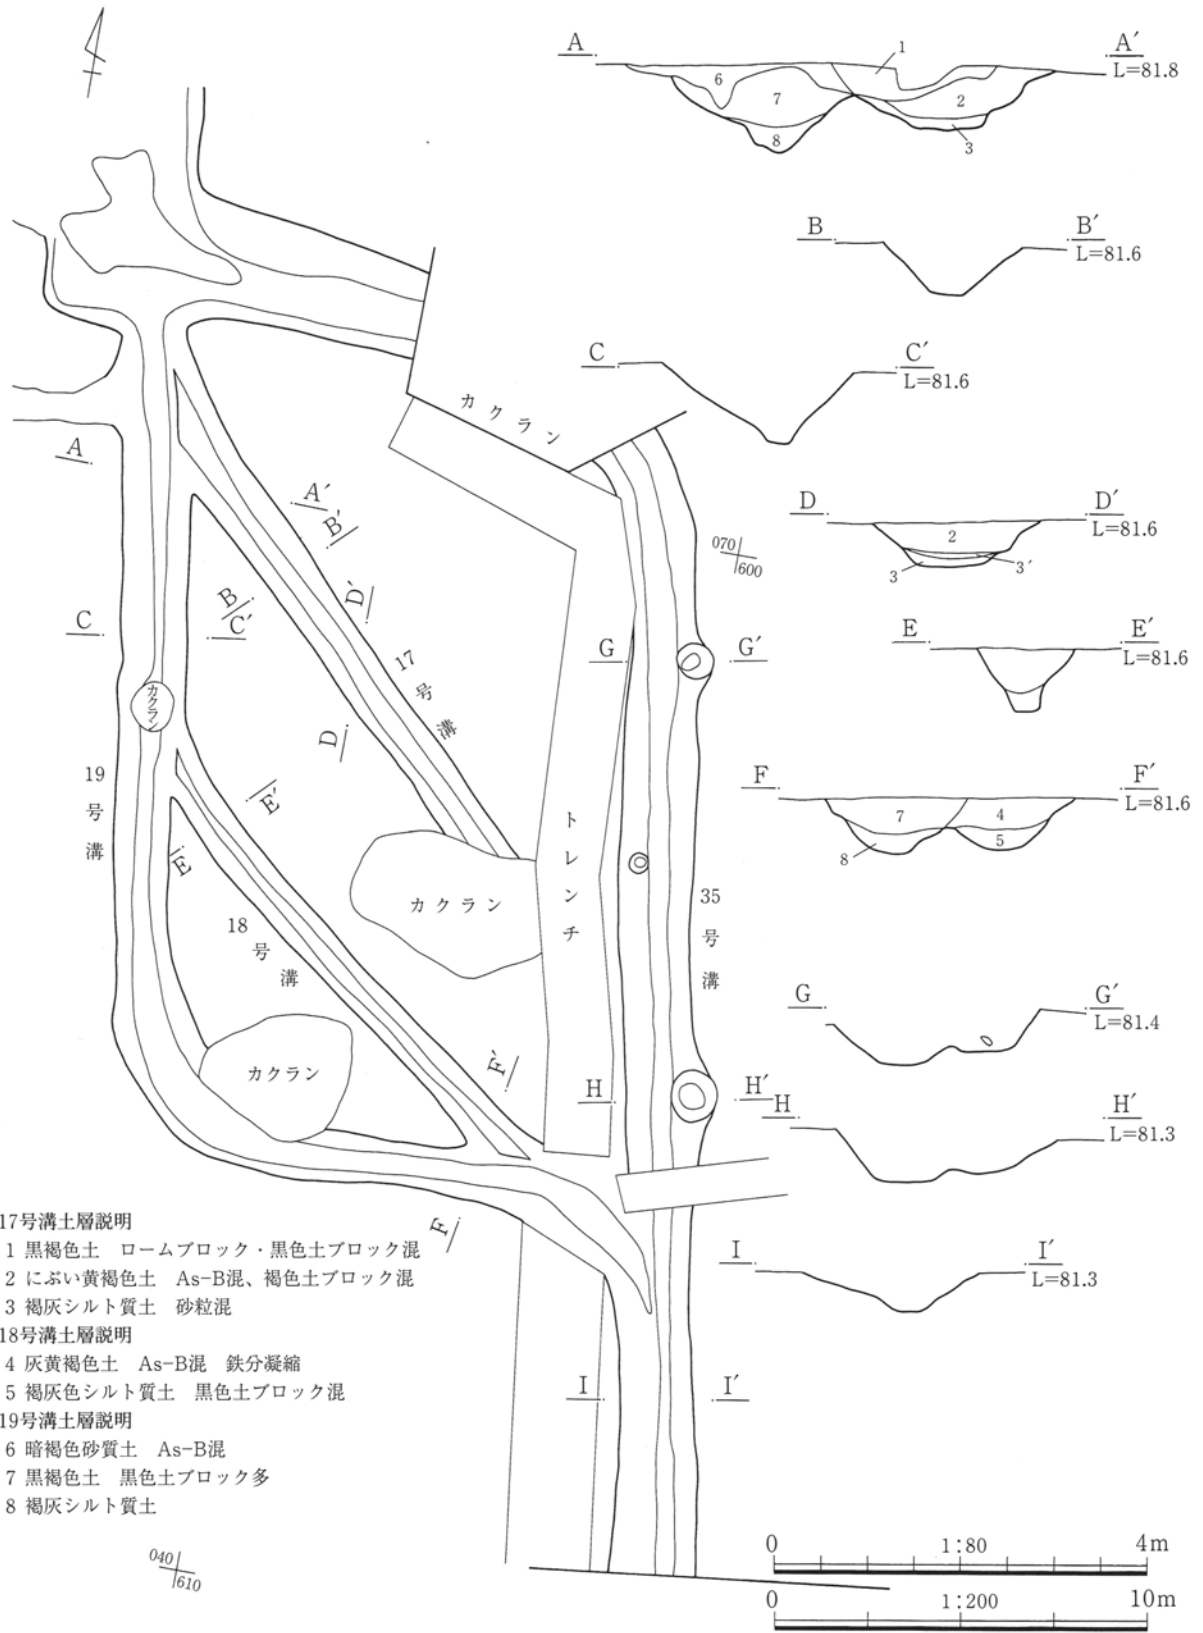 A
A′
L=81.8
1
6
7
2
8
3
B
B′
L=81.6
C
C′
L=81.6
カクラン
D
D′
L=81.6
2
3
3′
E
E′
L=81.6
F
F′
L=81.6
7
4
5
8
G
G′
L=81.4
H
H′
L=81.3
I
I′
L=81.3
A
A′
B′
B
C
C′
D′
070
600
17号溝
G
G′
カクラン
D
E′
19号溝
E
トレンチ
カクラン
18号溝
35号溝
カクラン
F′
H
H′
F
I
I′
17号溝土層説明
1 黒褐色土 ロームブロック・黒色土ブロック混
2 にぶい黄褐色土 As-B混、褐色土ブロック混
3 褐灰シルト質土 砂粒混
18号溝土層説明
4 灰黄褐色土 As-B混 鉄分凝縮
5 褐灰色シルト質土 黒色土ブロック混
19号溝土層説明
6 暗褐色砂質土 As-B混
7 黒褐色土 黒色土ブロック多
8 褐灰シルト質土
040
610
0 1:80 4m
0 1:200 10m